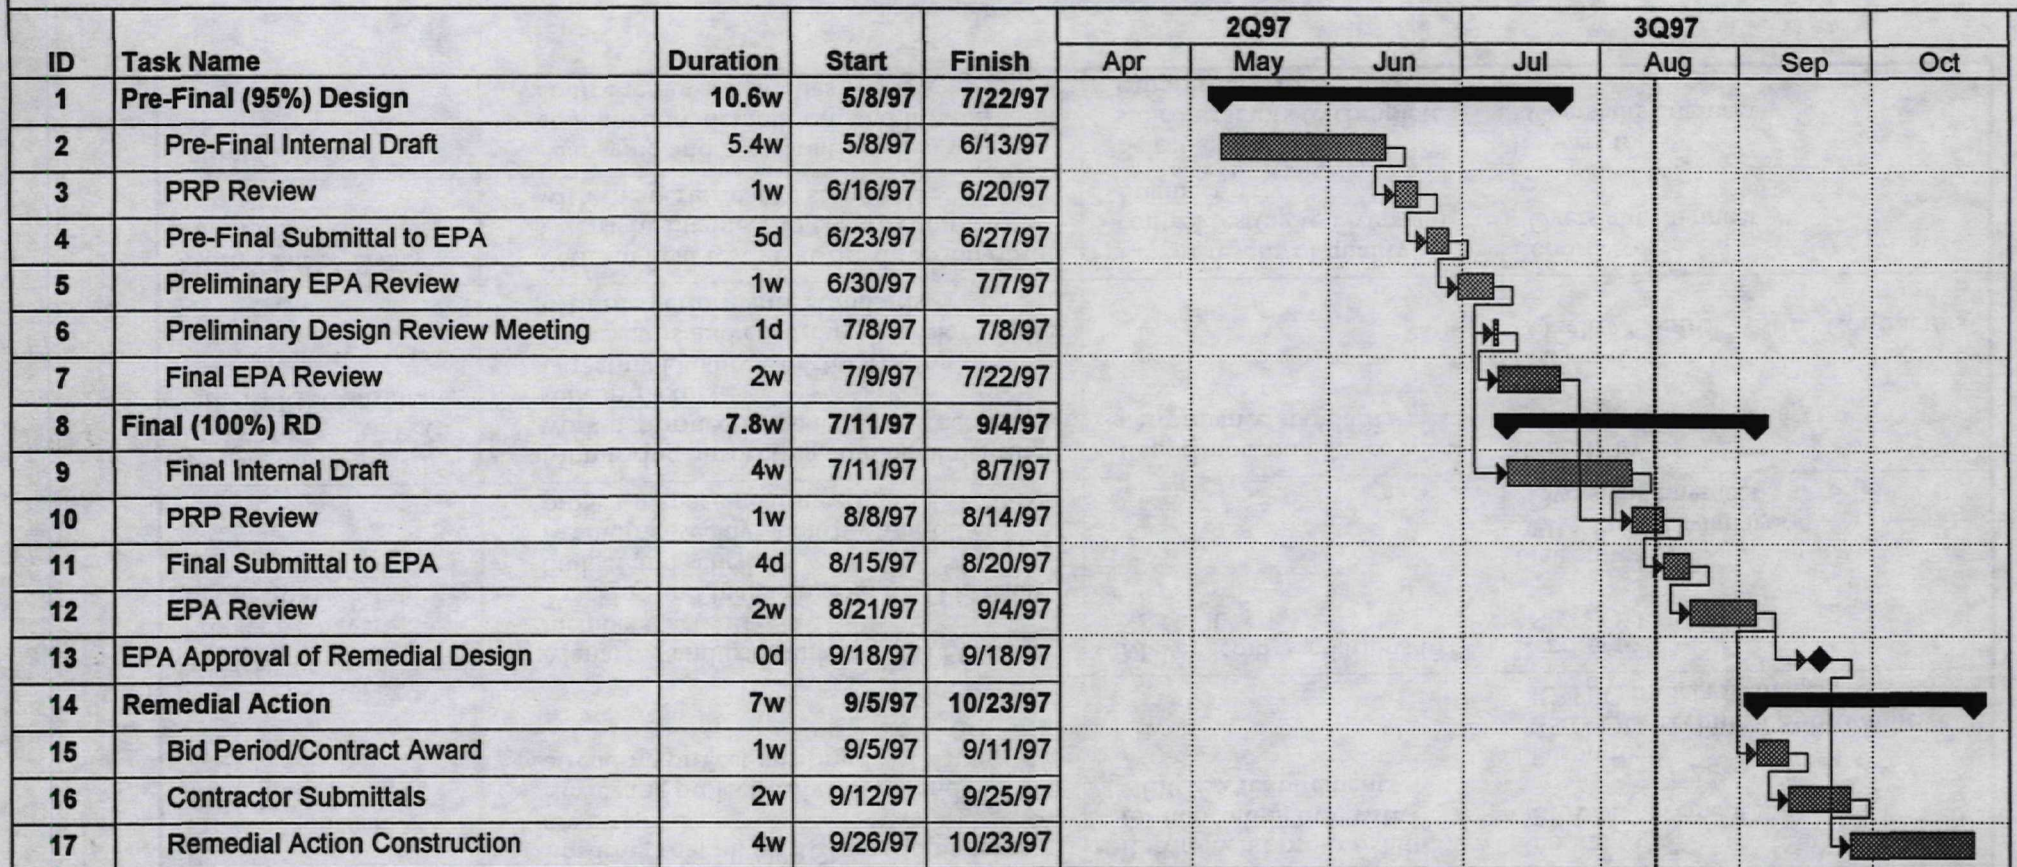 2Q97 3Q97
ID Task Name Duration Start Finish Apr May Jun Jul Aug Sep Oct
1 Pre-Final (95%) Design 10.6w 5/8/97 7/22/97
2 Pre-Final Internal Draft 5.4w 5/8/97 6/13/97
3 PRP Review 1w 6/16/97 6/20/97
4 Pre-Final Submittal to EPA 5d 6/23/97 6/27/97
5 Preliminary EPA Review 1w 6/30/97 7/7/97
6 Preliminary Design Review Meeting 1d 7/8/97 7/8/97
7 Final EPA Review 2w 7/9/97 7/22/97
8 Final (100%) RD 7.8w 7/11/97 9/4/97
9 Final Internal Draft 4w 7/11/97 8/7/97
10 PRP Review 1w 8/8/97 8/14/97
11 Final Submittal to EPA 4d 8/15/97 8/20/97
12 EPA Review 2w 8/21/97 9/4/97
13 EPA Approval of Remedial Design 0d 9/18/97 9/18/97
14 Remedial Action 7w 9/5/97 10/23/97
15 Bid Period/Contract Award 1w 9/5/97 9/11/97
16 Contractor Submittals 2w 9/12/97 9/25/97
17 Remedial Action Construction 4w 9/26/97 10/23/97